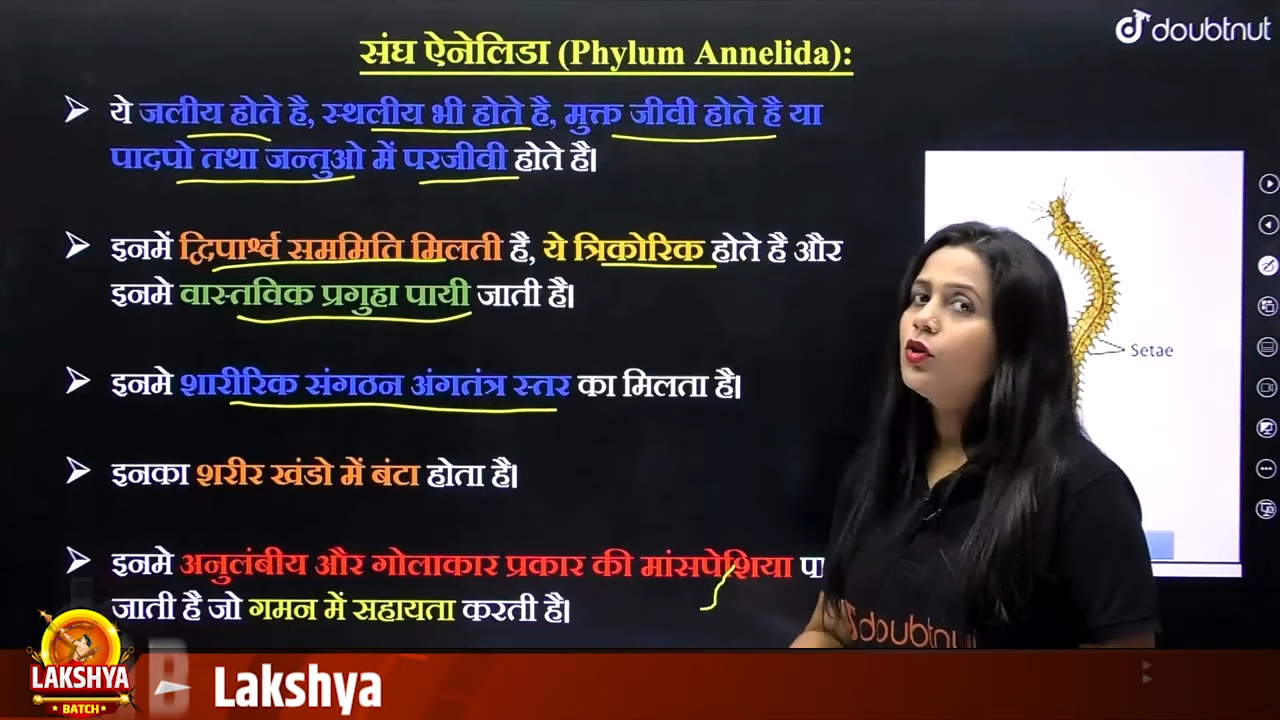 doubtnut
संघ ऐनेलिडा (Phylum Annelida):
ये जलीय होते है, स्थलीय भी होते है, मुक्त जीवी होते है या
पादपो तथा जन्तुओ में परजीवी होते है।
इनमें द्विपार्श्व सममिति मिलती है, ये त्रिकोरिक होते है और
इनमे वास्तविक प्रगुहा पायी जाती है।
Setae
इनमे शारीरिक संगठन अंगतंत्र स्तर का मिलता है।
इनका शरीर खंडो में बंटा होता है।
इनमे अनुलंबीय और गोलाकार प्रकार की मांसपेशिया
जाती है जो गमन में सहायता करती है।
doubtnut
LAKSHYA
BATCH
Lakshya